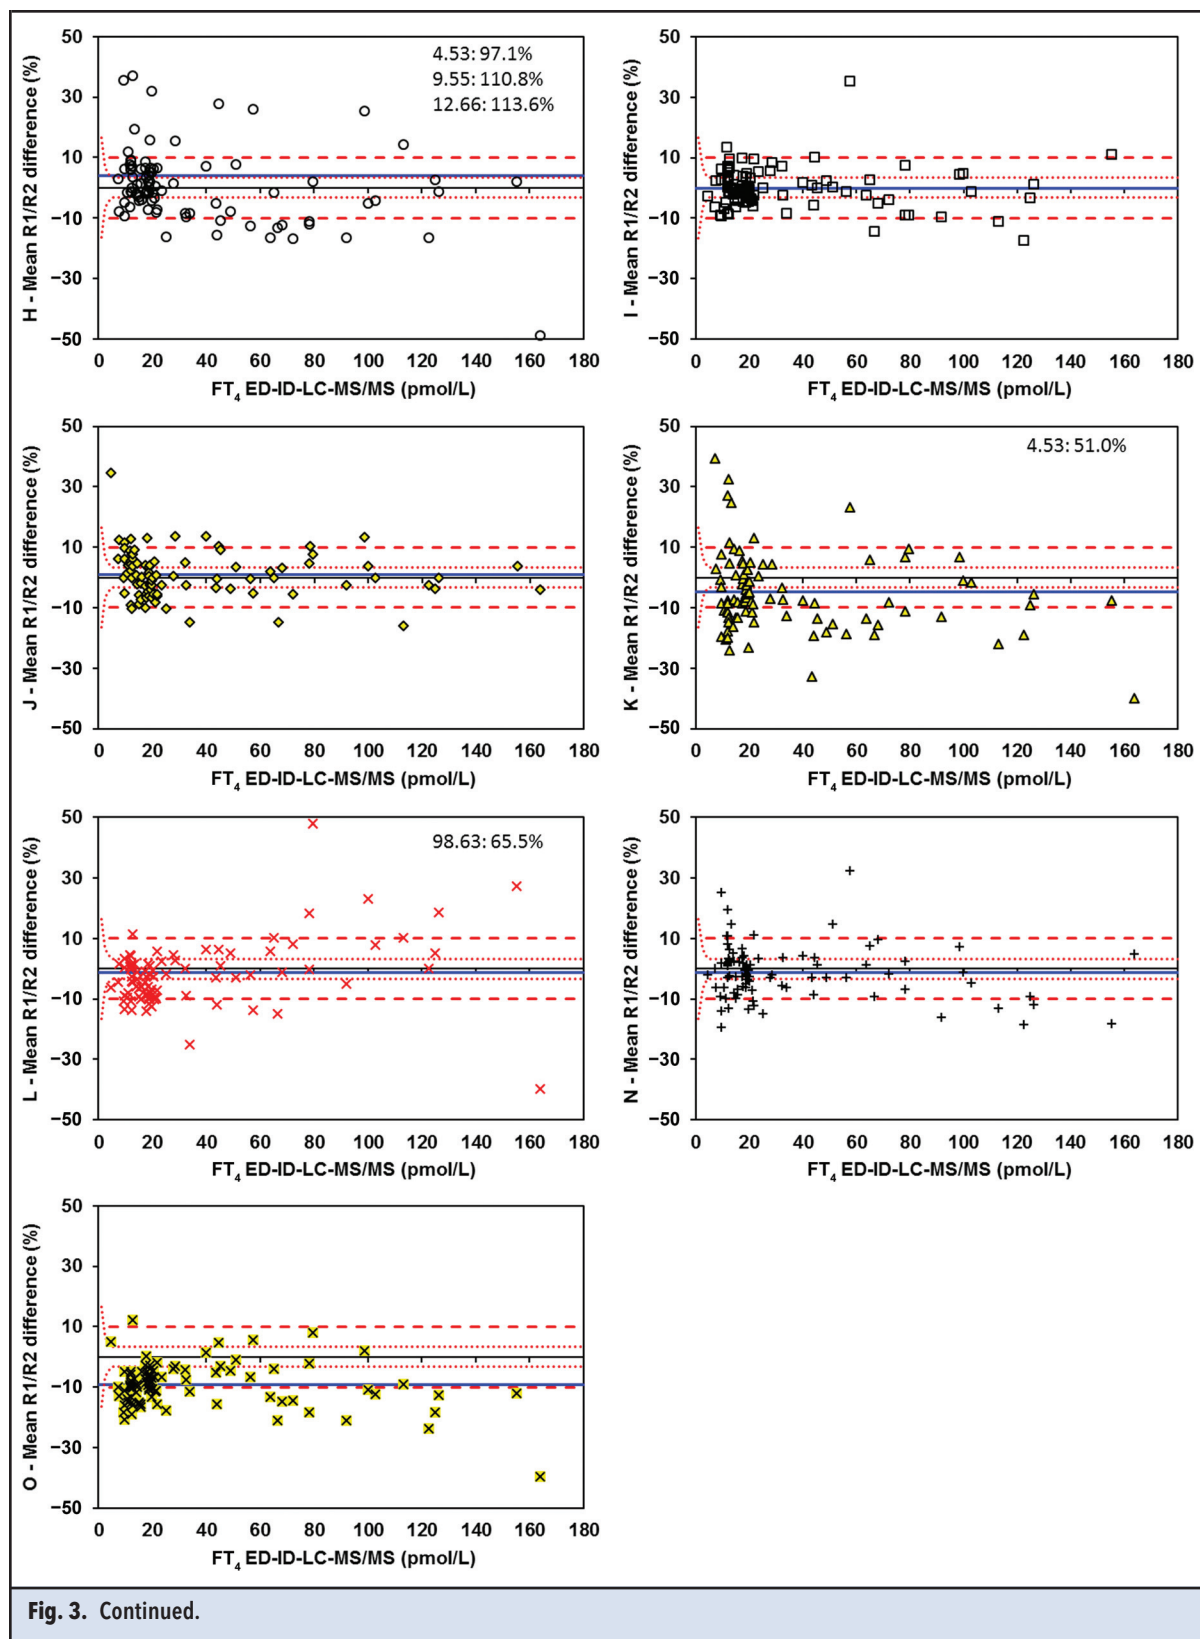 H - Mean R1/R2 difference (%)
50
30
10
−10
−30
−50
4.53: 97.1%
9.55: 110.8%
12.66: 113.6%
0 20 40 60 80 100 120 140 160 180
FT4 ED-ID-LC-MS/MS (pmol/L)
I - Mean R1/R2 difference (%)
50
30
10
−10
−30
−50
0 20 40 60 80 100 120 140 160 180
FT4 ED-ID-LC-MS/MS (pmol/L)
J - Mean R1/R2 difference (%)
50
30
10
−10
−30
−50
0 20 40 60 80 100 120 140 160 180
FT4 ED-ID-LC-MS/MS (pmol/L)
K - Mean R1/R2 difference (%)
50
30
10
−10
−30
−50
4.53: 51.0%
0 20 40 60 80 100 120 140 160 180
FT4 ED-ID-LC-MS/MS (pmol/L)
L - Mean R1/R2 difference (%)
50
30
10
−10
−30
−50
98.63: 65.5%
0 20 40 60 80 100 120 140 160 180
FT4 ED-ID-LC-MS/MS (pmol/L)
N - Mean R1/R2 difference (%)
50
30
10
−10
−30
−50
0 20 40 60 80 100 120 140 160 180
FT4 ED-ID-LC-MS/MS (pmol/L)
O - Mean R1/R2 difference (%)
50
30
10
−10
−30
−50
0 20 40 60 80 100 120 140 160 180
FT4 ED-ID-LC-MS/MS (pmol/L)
Fig. 3. Continued.